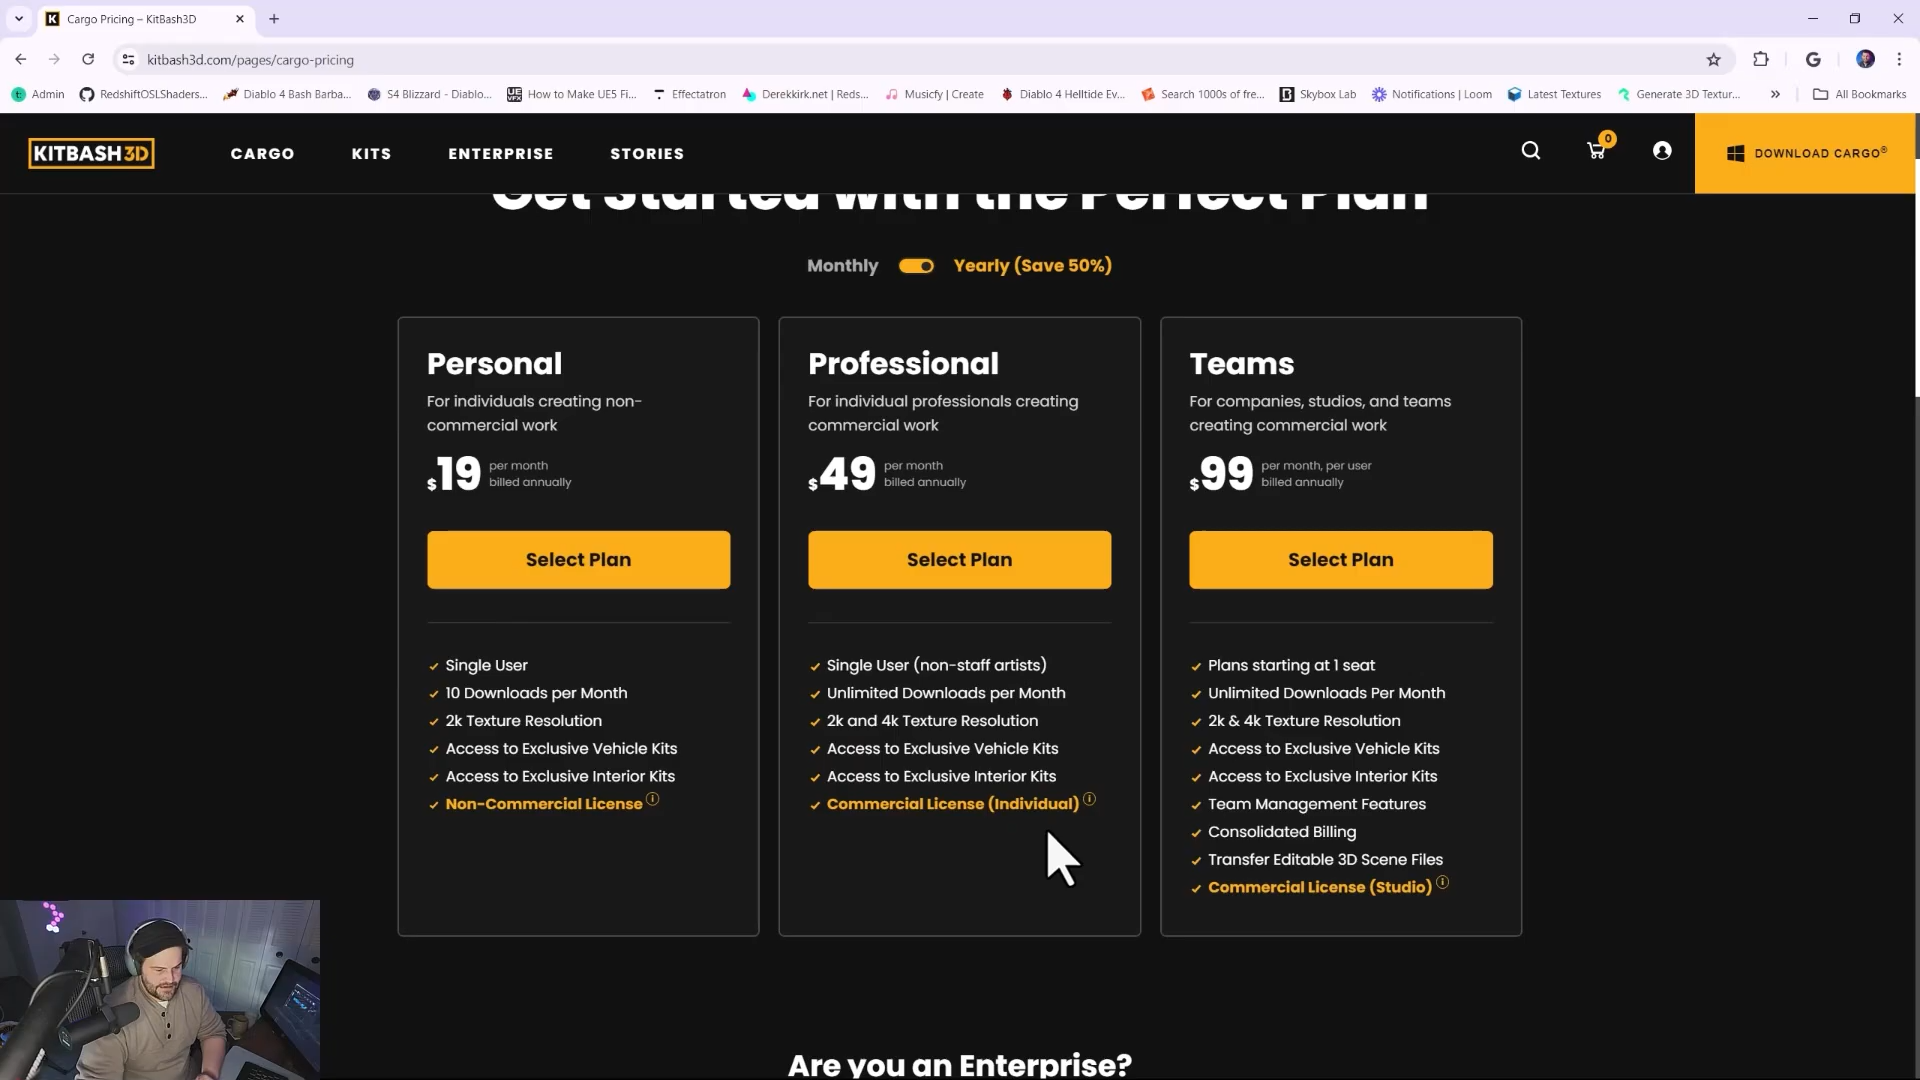 Cargo Pricing – KitBash3D
kitbash3d.com/pages/cargo-pricing
Admin
RedshiftOSLShaders...
Diablo 4 Bash Barba...
S4 Blizzard - Diablo...
How to Make UE5 Fi...
Effectatron
Derekkirk.net | Reds...
Musicfy | Create
Diablo 4 Helltide Ev...
Search 1000s of fre...
Skybox Lab
Notifications | Loom
Latest Textures
Generate 3D Textur...
All Bookmarks
KITBASH3D
CARGO
KITS
ENTERPRISE
STORIES
0
DOWNLOAD CARGO®
Get Started with the Perfect Plan
Monthly
Yearly (Save 50%)
Personal
For individuals creating non-
commercial work
$19 per month
billed annually
Select Plan
Single User
10 Downloads per Month
2k Texture Resolution
Access to Exclusive Vehicle Kits
Access to Exclusive Interior Kits
Non-Commercial License
Professional
For individual professionals creating
commercial work
$49 per month
billed annually
Select Plan
Single User (non-staff artists)
Unlimited Downloads per Month
2k and 4k Texture Resolution
Access to Exclusive Vehicle Kits
Access to Exclusive Interior Kits
Commercial License (Individual)
Teams
For companies, studios, and teams
creating commercial work
$99 per month, per user
billed annually
Select Plan
Plans starting at 1 seat
Unlimited Downloads Per Month
2k & 4k Texture Resolution
Access to Exclusive Vehicle Kits
Access to Exclusive Interior Kits
Team Management Features
Consolidated Billing
Transfer Editable 3D Scene Files
Commercial License (Studio)
Are you an Enterprise?